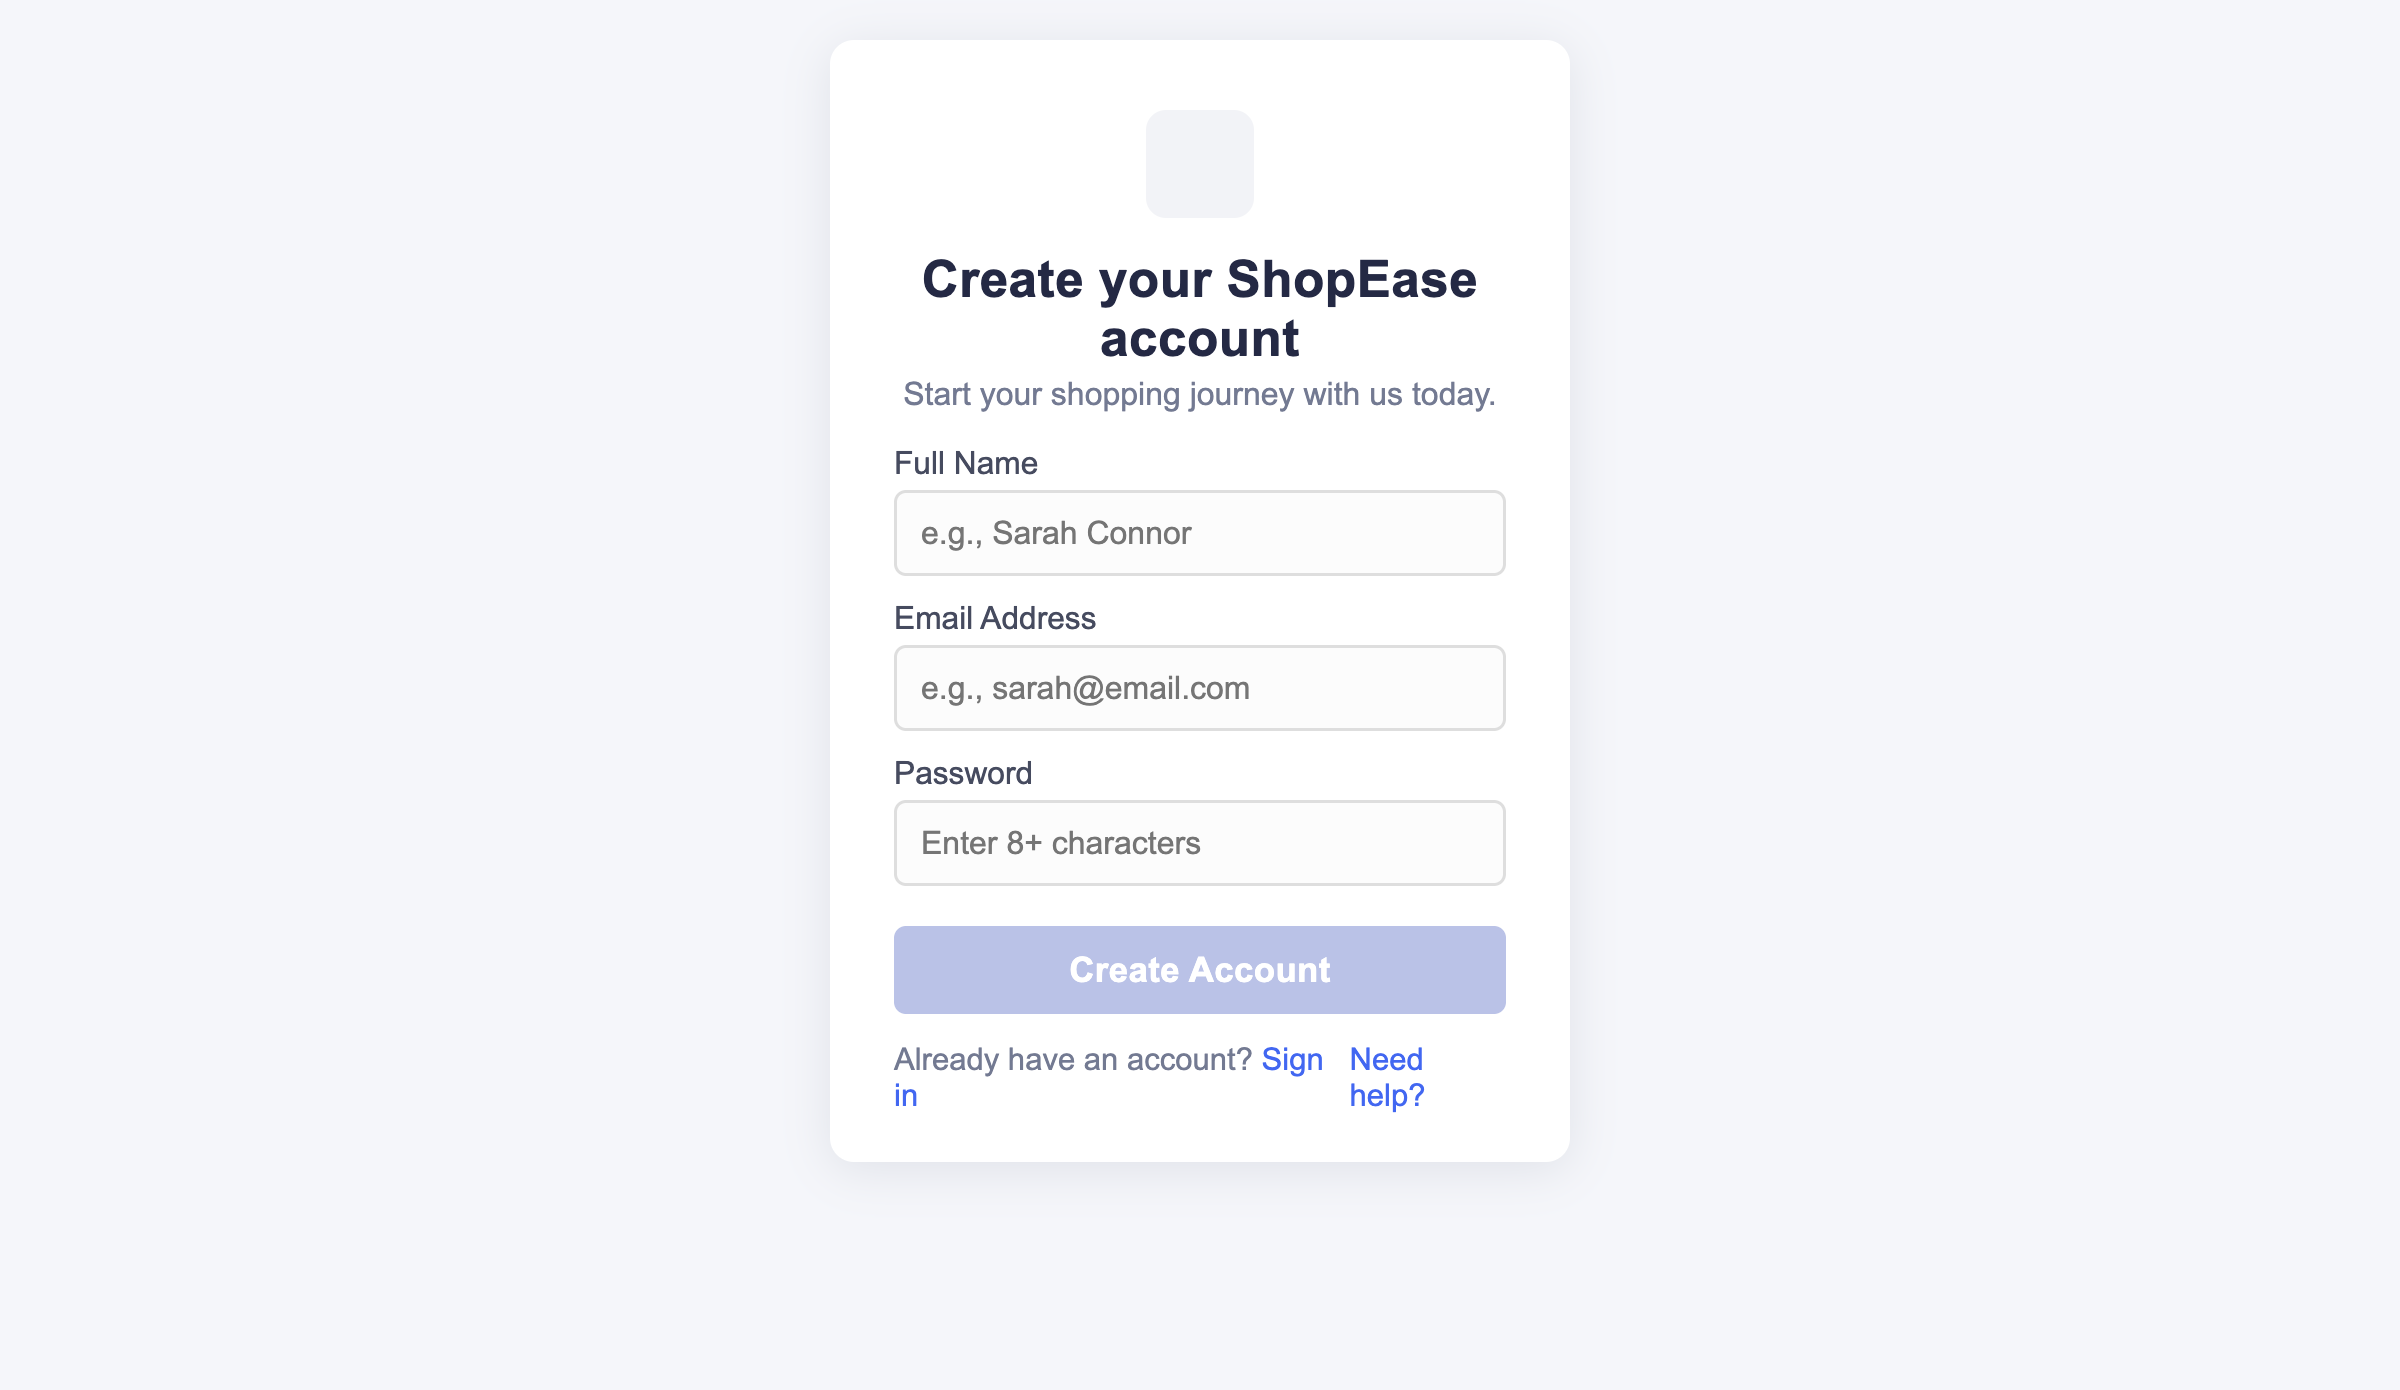 Create your ShopEase
account
Start your shopping journey with us today.
Full Name
e.g., Sarah Connor
Email Address
e.g., sarah@email.com
Password
Enter 8+ characters
Create Account
Already have an account? Sign
in
Need
help?